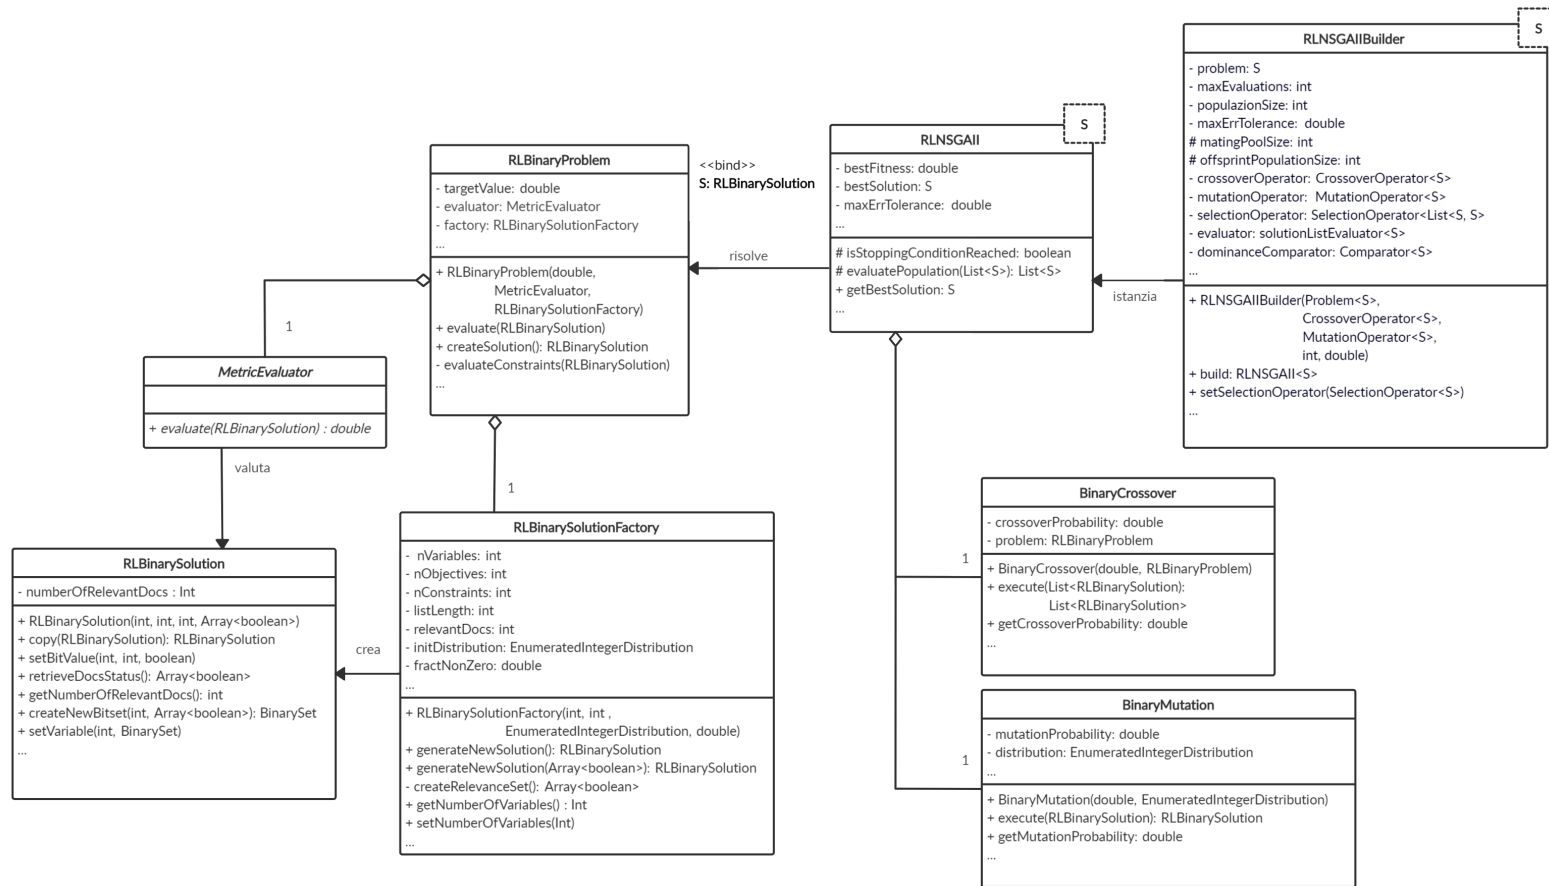 RLBinaryProblem
- targetValue: double
- evaluator: MetricEvaluator
- factory: RLBinarySolutionFactory
...
+ RLBinaryProblem(double,
MetricEvaluator,
RLBinarySolutionFactory)
+ evaluate(RLBinarySolution)
+ createSolution(): RLBinarySolution
- evaluateConstraints(RLBinarySolution)
...
<<bind>>
S: RLBinarySolution
risolve
RLNSGAII
S
- bestFitness: double
- bestSolution: S
- maxErrTolerance: double
...
# isStoppingConditionReached: boolean
# evaluatePopulation(List<S>): List<S>
+ getBestSolution: S
...
istanzia
RLNSGAIIBuilder
S
- problem: S
- maxEvaluations: int
- populazionSize: int
- maxErrTolerance: double
# matingPoolSize: int
# offsprintPopulationSize: int
- crossoverOperator: CrossoverOperator<S>
- mutationOperator: MutationOperator<S>
- selectionOperator: SelectionOperator<List<S, S>
- evaluator: solutionListEvaluator<S>
- dominanceComparator: Comparator<S>
...
+ RLNSGAIIBuilder(Problem<S>,
CrossoverOperator<S>,
MutationOperator<S>,
int, double)
+ build: RLNSGAII<S>
+ setSelectionOperator(SelectionOperator<S>)
...
1
MetricEvaluator
+ evaluate(RLBinarySolution) : double
valuta
1
RLBinarySolution
- numberOfRelevantDocs : Int
+ RLBinarySolution(int, int, int, Array<boolean>)
+ copy(RLBinarySolution): RLBinarySolution
+ setBitValue(int, int, boolean)
+ retrieveDocsStatus(): Array<boolean>
+ getNumberOfRelevantDocs(): int
+ createNewBitset(int, Array<boolean>): BinarySet
+ setVariable(int, BinarySet)
...
crea
RLBinarySolutionFactory
- nVariables: int
- nObjectives: int
- nConstraints: int
- listLength: int
- relevantDocs: int
- initDistribution: EnumeratedIntegerDistribution
- fractNonZero: double
...
+ RLBinarySolutionFactory(int, int ,
EnumeratedIntegerDistribution, double)
+ generateNewSolution(): RLBinarySolution
+ generateNewSolution(Array<boolean>): RLBinarySolution
- createRelevanceSet(): Array<boolean>
+ getNumberOfVariables() : Int
+ setNumberOfVariables(Int)
...
1
BinaryCrossover
- crossoverProbability: double
- problem: RLBinaryProblem
+ BinaryCrossover(double, RLBinaryProblem)
+ execute(List<RLBinarySolution):
List<RLBinarySolution>
+ getCrossoverProbability: double
...
1
BinaryMutation
- mutationProbability: double
- distribution: EnumeratedIntegerDistribution
...
+ BinaryMutation(double, EnumeratedIntegerDistribution)
+ execute(RLBinarySolution): RLBinarySolution
+ getMutationProbability: double
...